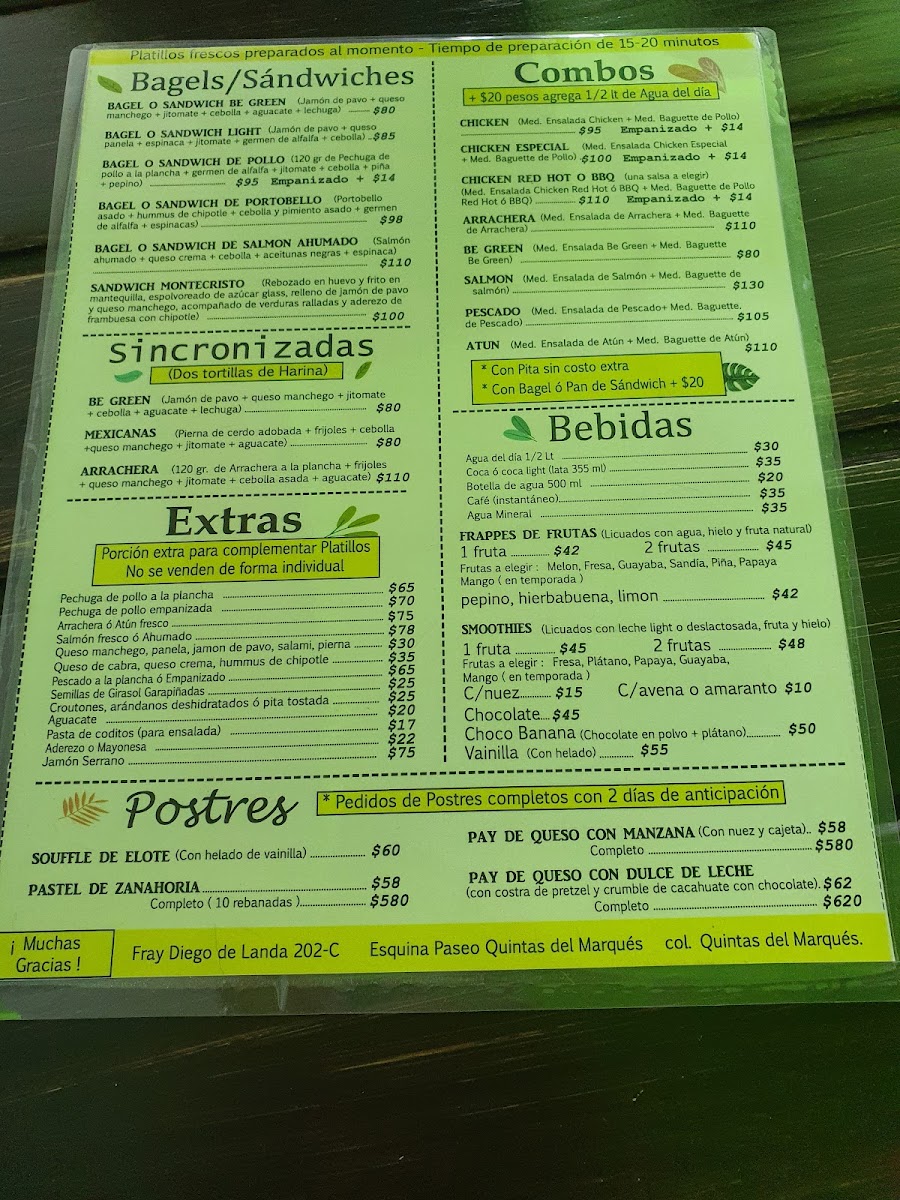 Platillos frescos preparados al momento - Tiempo de preparación de 15-20 minutos
Bagels/Sándwiches
BAGEL O SANDWICH BE GREEN (Jamón de pavo + queso
manchego + jitomate + cebolla + aguacate + lechuga) $80
BAGEL O SANDWICH LIGHT (Jamón de pavo + queso
panela + espinaca + jitomate + germen de alfalfa + cebolla) $85
BAGEL O SANDWICH DE POLLO (120 gr de Pechuga de
pollo a la plancha + germen de alfalfa + jitomate + cebolla + piña
+ pepino) $95 Empanizado + $14
BAGEL O SANDWICH DE PORTOBELLO (Portobello
asado + hummus de chipotle + cebolla y pimiento asado + germen
de alfalfa + espinacas) $98
BAGEL O SANDWICH DE SALMON AHUMADO (Salmón
ahumado + queso crema + cebolla + aceitunas negras + espinaca)
$110
SANDWICH MONTECRISTO (Rebozado en huevo y frito en
mantequilla, espolvoreado de azúcar glass, relleno de jamón de pavo
y queso manchego, acompañado de verduras ralladas y aderezo de
frambuesa con chipotle) $100
Sincronizadas
(Dos tortillas de Harina)
BE GREEN (Jamón de pavo + queso manchego + jitomate
+ cebolla + aguacate + lechuga) $80
MEXICANAS (Pierna de cerdo adobada + frijoles + cebolla
+queso manchego + jitomate + aguacate) $80
ARRACHERA (120 gr. de Arrachera a la plancha + frijoles
+ queso manchego + jitomate + cebolla asada + aguacate) $110
Extras
Porción extra para complementar Platillos
No se venden de forma individual
Pechuga de pollo a la plancha $65
Pechuga de pollo empanizada $70
Arrachera ó Atún fresco $75
Salmón fresco ó Ahumado $78
Queso manchego, panela, jamon de pavo, salami, pierna $30
Queso de cabra, queso crema, hummus de chipotle $35
Pescado a la plancha ó Empanizado $65
Semillas de Girasol Garapiñadas $25
Croutones, arándanos deshidratados ó pita tostada $25
Aguacate $20
Pasta de coditos (para ensalada) $17
Aderezo o Mayonesa $22
Jamón Serrano $75
Combos
+ $20 pesos agrega 1/2 lt de Agua del día
CHICKEN (Med. Ensalada Chicken + Med. Baguette de Pollo)
$95 Empanizado + $14
CHICKEN ESPECIAL (Med. Ensalada Chicken Especial
+ Med. Baguette de Pollo) $100 Empanizado + $14
CHICKEN RED HOT O BBQ (una salsa a elegir)
(Med. Ensalada Chicken Red Hot ó BBQ + Med. Baguette de Pollo
Red Hot ó BBQ) $110 Empanizado + $14
ARRACHERA (Med. Ensalada de Arrachera + Med. Baguette
de Arrachera) $110
BE GREEN (Med. Ensalada Be Green + Med. Baguette
Be Green) $80
SALMON (Med. Ensalada de Salmón + Med. Baguette de
salmón) $130
PESCADO (Med. Ensalada de Pescado+ Med. Baguette.
de Pescado) $105
ATUN (Med. Ensalada de Atún + Med. Baguette de Atún)
$110
* Con Pita sin costo extra
* Con Bagel ó Pan de Sándwich + $20
Bebidas
Agua del día 1/2 Lt $30
Coca ó coca light (lata 355 ml) $35
Botella de agua 500 ml $20
Café (instantáneo) $35
Agua Mineral $35
FRAPPES DE FRUTAS (Licuados con agua, hielo y fruta natural)
1 fruta $42 2 frutas $45
Frutas a elegir : Melon, Fresa, Guayaba, Sandía, Piña, Papaya
Mango ( en temporada )
pepino, hierbabuena, limon $42
SMOOTHIES (Licuados con leche light o deslactosada, fruta y hielo)
1 fruta $45 2 frutas $48
Frutas a elegir : Fresa, Plátano, Papaya, Guayaba,
Mango ( en temporada )
C/nuez $15 C/avena o amaranto $10
Chocolate $45
Choco Banana (Chocolate en polvo + plátano) $50
Vainilla (Con helado) $55
Postres
* Pedidos de Postres completos con 2 días de anticipación
SOUFFLE DE ELOTE (Con helado de vainilla) $60
PASTEL DE ZANAHORIA $58
Completo ( 10 rebanadas ) $580
PAY DE QUESO CON MANZANA (Con nuez y cajeta).. $58
Completo $580
PAY DE QUESO CON DULCE DE LECHE
(con costra de pretzel y crumble de cacahuate con chocolate). $62
Completo $620
¡ Muchas
Gracias !
Fray Diego de Landa 202-C Esquina Paseo Quintas del Marqués col. Quintas del Marqués.